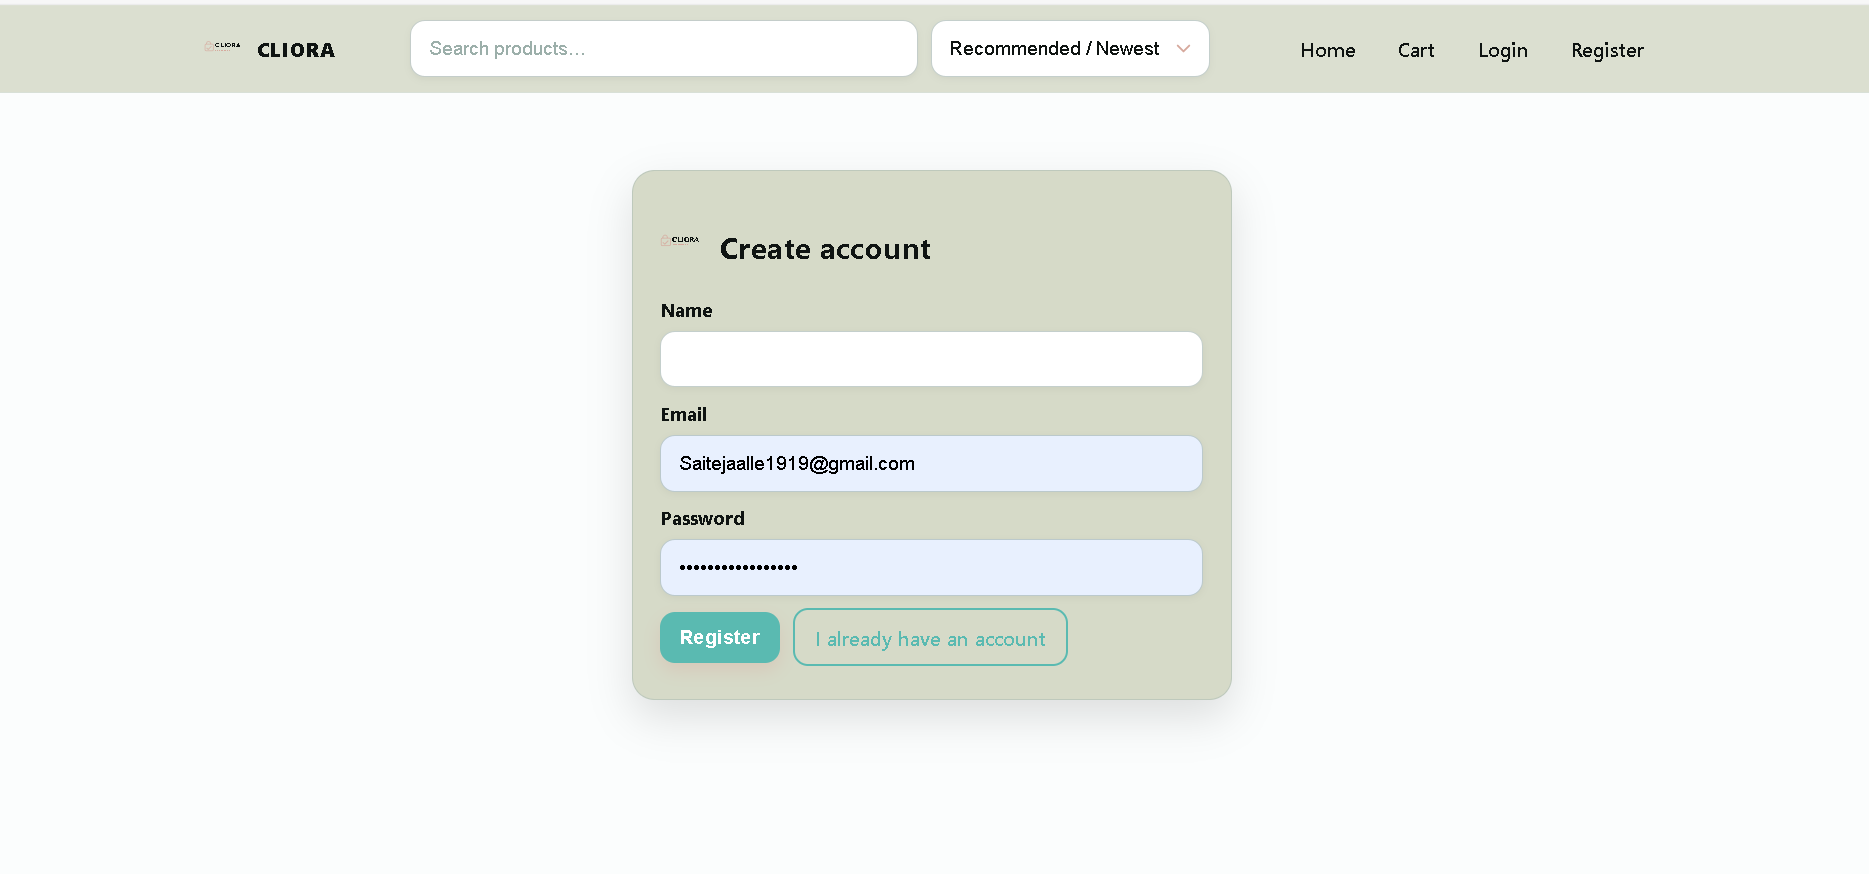 CLIORA CLIORA Search products... Recommended / Newest Home Cart Login Register
CLIORA Create account
Name
Email
Saitejaalle1919@gmail.com
Password
•••••••••••••••••
Register I already have an account